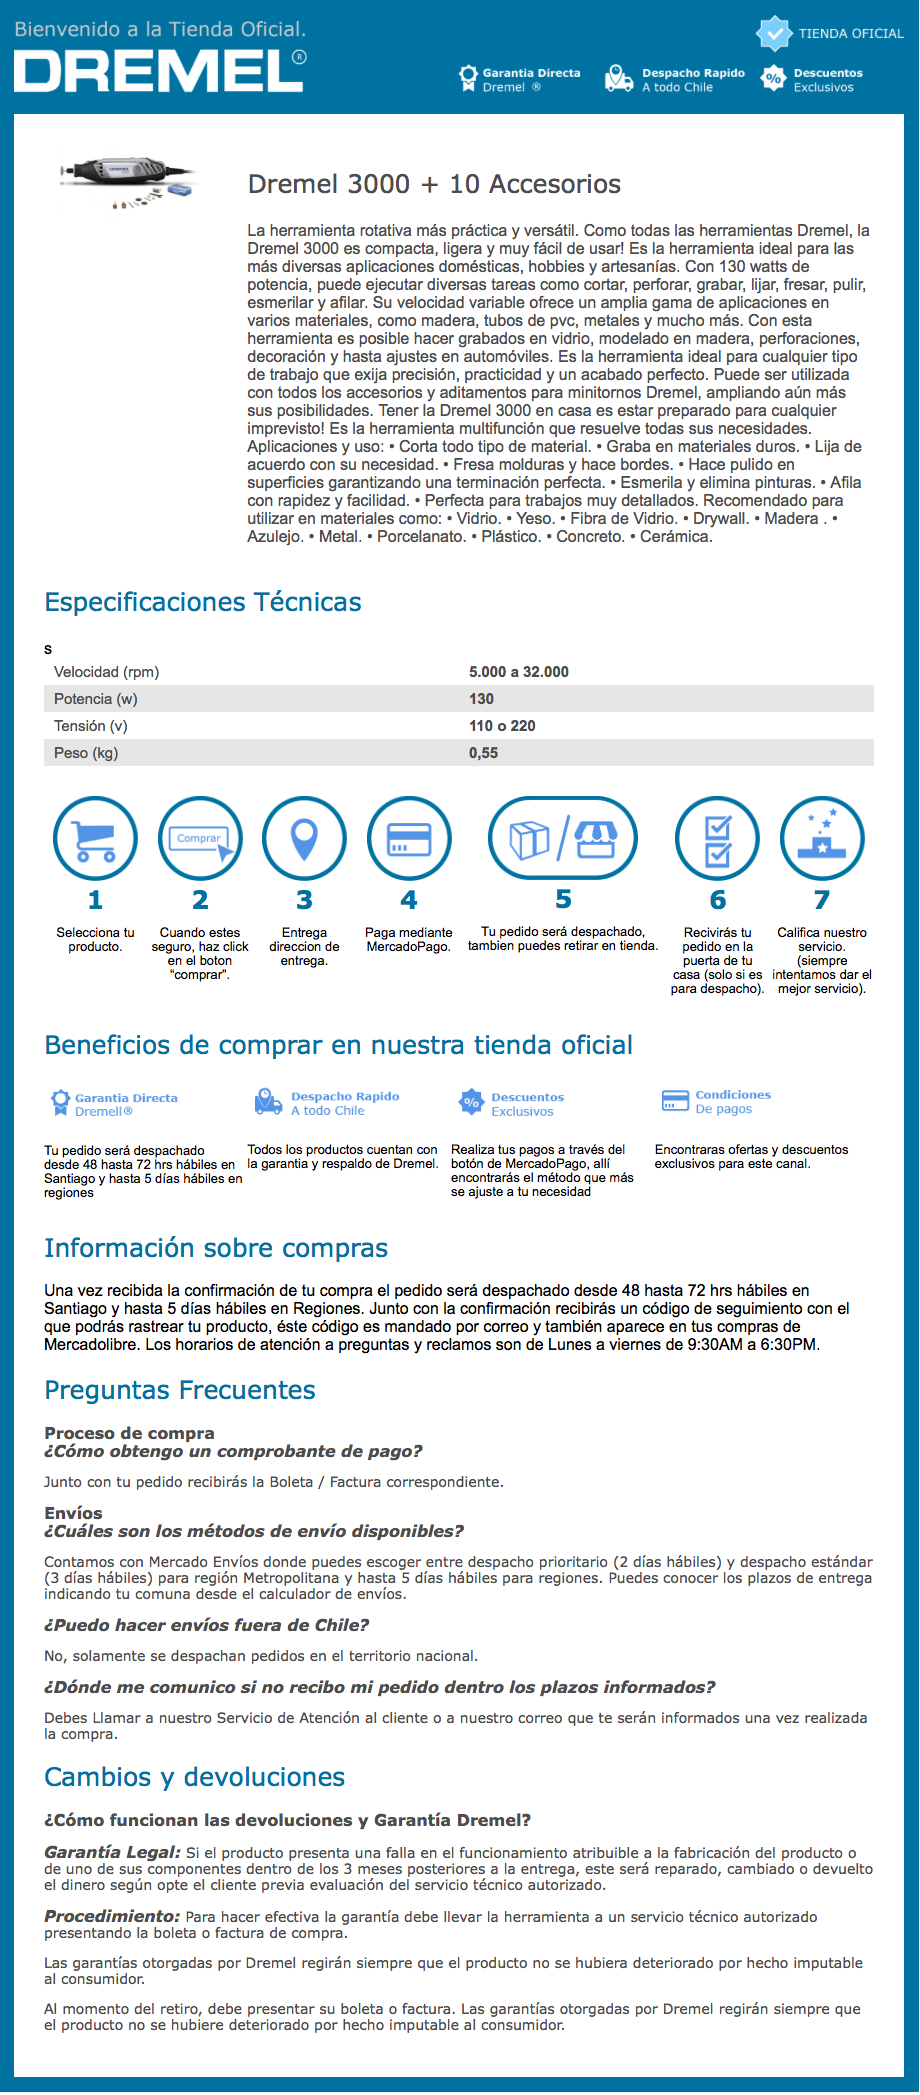 Bienvenido a la Tienda Oficial.
DREMEL®
TIENDA OFICIAL
Garantia Directa
Dremel ®
Despacho Rapido
A todo Chile
Descuentos
Exclusivos
Dremel 3000 + 10 Accesorios
La herramienta rotativa más práctica y versátil. Como todas las herramientas Dremel, la
Dremel 3000 es compacta, ligera y muy fácil de usar! Es la herramienta ideal para las
más diversas aplicaciones domésticas, hobbies y artesanías. Con 130 watts de
potencia, puede ejecutar diversas tareas como cortar, perforar, grabar, lijar, fresar, pulir,
esmerilar y afilar. Su velocidad variable ofrece un amplia gama de aplicaciones en
varios materiales, como madera, tubos de pvc, metales y mucho más. Con esta
herramienta es posible hacer grabados en vidrio, modelado en madera, perforaciones,
decoración y hasta ajustes en automóviles. Es la herramienta ideal para cualquier tipo
de trabajo que exija precisión, practicidad y un acabado perfecto. Puede ser utilizada
con todos los accesorios y aditamentos para minitornos Dremel, ampliando aún más
sus posibilidades. Tener la Dremel 3000 en casa es estar preparado para cualquier
imprevisto! Es la herramienta multifunción que resuelve todas sus necesidades.
Aplicaciones y uso: • Corta todo tipo de material. • Graba en materiales duros. • Lija de
acuerdo con su necesidad. • Fresa molduras y hace bordes. • Hace pulido en
superficies garantizando una terminación perfecta. • Esmerila y elimina pinturas. • Afila
con rapidez y facilidad. • Perfecta para trabajos muy detallados. Recomendado para
utilizar en materiales como: • Vidrio. • Yeso. • Fibra de Vidrio. • Drywall. • Madera . •
Azulejo. • Metal. • Porcelanato. • Plástico. • Concreto. • Cerámica.
Especificaciones Técnicas
s
Velocidad (rpm) 5.000 a 32.000
Potencia (w) 130
Tensión (v) 110 o 220
Peso (kg) 0,55
Comprar
1
Selecciona tu
producto.
2
Cuando estes
seguro, haz click
en el boton
“comprar”.
3
Entrega
direccion de
entrega.
4
Paga mediante
MercadoPago.
5
Tu pedido será despachado,
tambien puedes retirar en tienda.
6
Recivirás tu
pedido en la
puerta de tu
casa (solo si es
para despacho).
7
Califica nuestro
servicio.
(siempre
intentamos dar el
mejor servicio).
Beneficios de comprar en nuestra tienda oficial
Garantia Directa
Dremell®
Tu pedido será despachado
desde 48 hasta 72 hrs hábiles en
Santiago y hasta 5 días hábiles en
regiones
Despacho Rapido
A todo Chile
Todos los productos cuentan con
la garantia y respaldo de Dremel.
Descuentos
Exclusivos
Realiza tus pagos a través del
botón de MercadoPago, allí
encontrarás el método que más
se ajuste a tu necesidad
Condiciones
De pagos
Encontraras ofertas y descuentos
exclusivos para este canal.
Información sobre compras
Una vez recibida la confirmación de tu compra el pedido será despachado desde 48 hasta 72 hrs hábiles en
Santiago y hasta 5 días hábiles en Regiones. Junto con la confirmación recibirás un código de seguimiento con el
que podrás rastrear tu producto, éste código es mandado por correo y también aparece en tus compras de
Mercadolibre. Los horarios de atención a preguntas y reclamos son de Lunes a viernes de 9:30AM a 6:30PM.
Preguntas Frecuentes
Proceso de compra
¿Cómo obtengo un comprobante de pago?
Junto con tu pedido recibirás la Boleta / Factura correspondiente.
Envíos
¿Cuáles son los métodos de envío disponibles?
Contamos con Mercado Envíos donde puedes escoger entre despacho prioritario (2 días hábiles) y despacho estándar
(3 días hábiles) para región Metropolitana y hasta 5 días hábiles para regiones. Puedes conocer los plazos de entrega
indicando tu comuna desde el calculador de envíos.
¿Puedo hacer envíos fuera de Chile?
No, solamente se despachan pedidos en el territorio nacional.
¿Dónde me comunico si no recibo mi pedido dentro los plazos informados?
Debes Llamar a nuestro Servicio de Atención al cliente o a nuestro correo que te serán informados una vez realizada
la compra.
Cambios y devoluciones
¿Cómo funcionan las devoluciones y Garantía Dremel?
Garantía Legal: Si el producto presenta una falla en el funcionamiento atribuible a la fabricación del producto o
de uno de sus componentes dentro de los 3 meses posteriores a la entrega, este será reparado, cambiado o devuelto
el dinero según opte el cliente previa evaluación del servicio técnico autorizado.
Procedimiento: Para hacer efectiva la garantía debe llevar la herramienta a un servicio técnico autorizado
presentando la boleta o factura de compra.
Las garantías otorgadas por Dremel regirán siempre que el producto no se hubiera deteriorado por hecho imputable
al consumidor.
Al momento del retiro, debe presentar su boleta o factura. Las garantías otorgadas por Dremel regirán siempre que
el producto no se hubiere deteriorado por hecho imputable al consumidor.